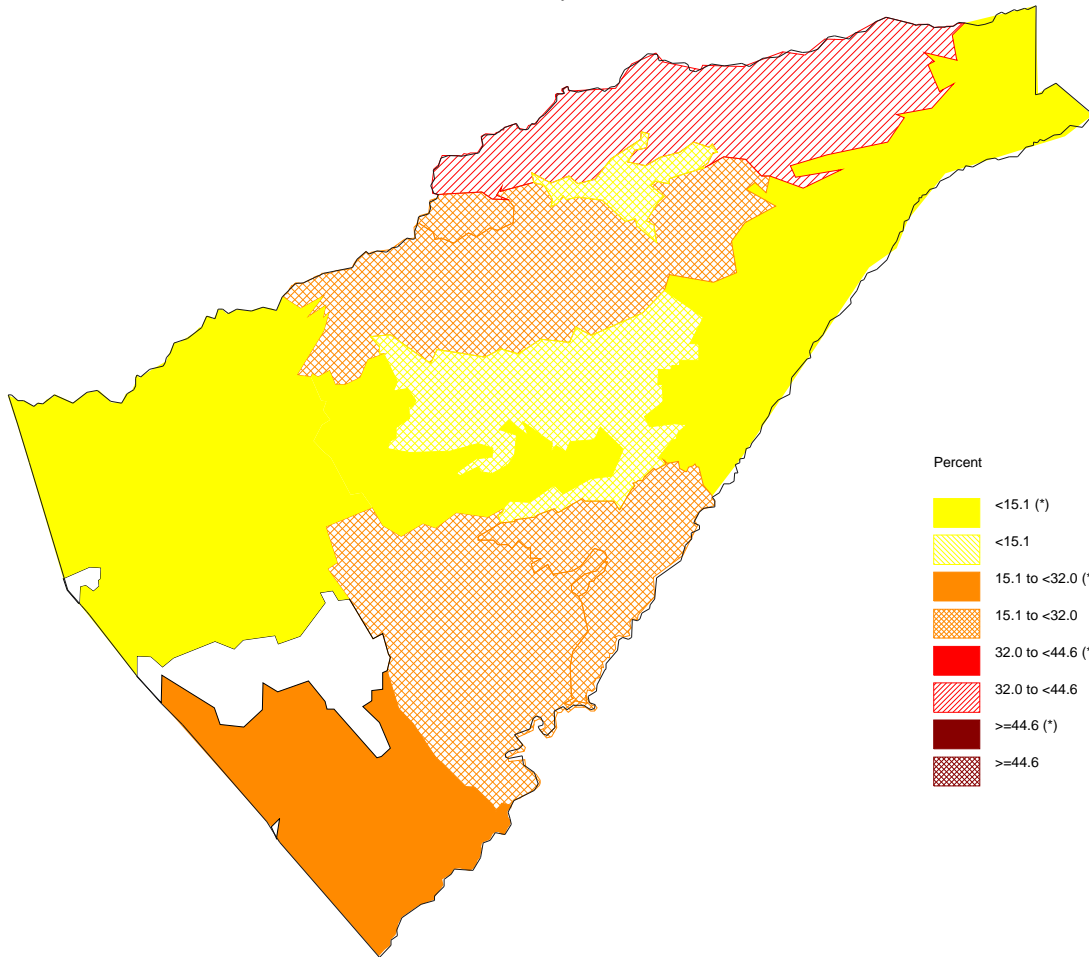 Percent
<15.1 (*)
<15.1
15.1 to <32.0 (*
15.1 to <32.0
32.0 to <44.6 (*
32.0 to <44.6
>=44.6 (*)
>=44.6